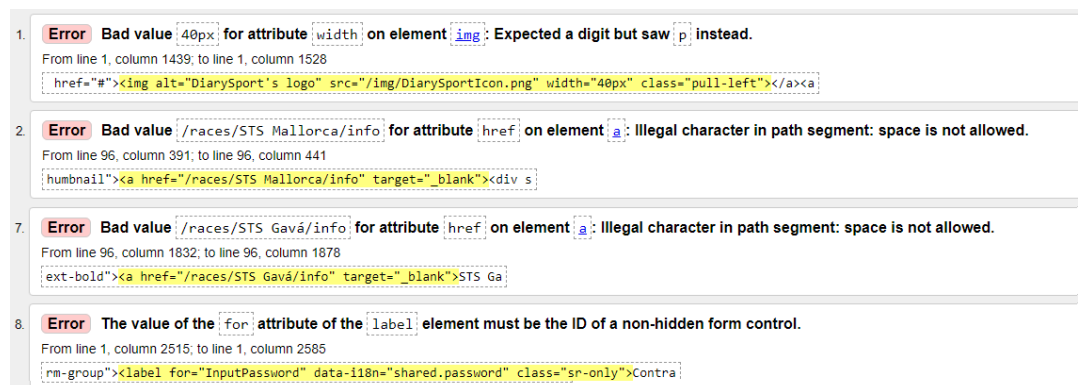 1. Error Bad value 40px for attribute width on element img: Expected a digit but saw p instead.
From line 1, column 1439; to line 1, column 1528
href="#"><img alt="DiarySport's logo" src="/img/DiarySportIcon.png" width="40px" class="pull-left"></a><a
2. Error Bad value /races/STS Mallorca/info for attribute href on element a: Illegal character in path segment: space is not allowed.
From line 96, column 391; to line 96, column 441
humbnail"><a href="/races/STS Mallorca/info" target="_blank"><div s
7. Error Bad value /races/STS Gavá/info for attribute href on element a: Illegal character in path segment: space is not allowed.
From line 96, column 1832; to line 96, column 1878
ext-bold"><a href="/races/STS Gavá/info" target="_blank">STS Ga
8. Error The value of the for attribute of the label element must be the ID of a non-hidden form control.
From line 1, column 2515; to line 1, column 2585
rm-group"><label for="InputPassword" data-i18n="shared.password" class="sr-only">Contra